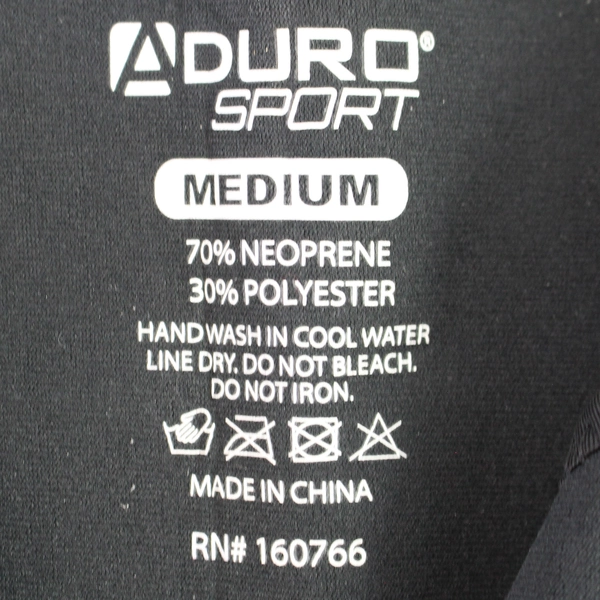 ADURO®
SPORT
MEDIUM
70% NEOPRENE
30% POLYESTER
HAND WASH IN COOL WATER
LINE DRY. DO NOT BLEACH.
DO NOT IRON.
MADE IN CHINA
RN# 160766